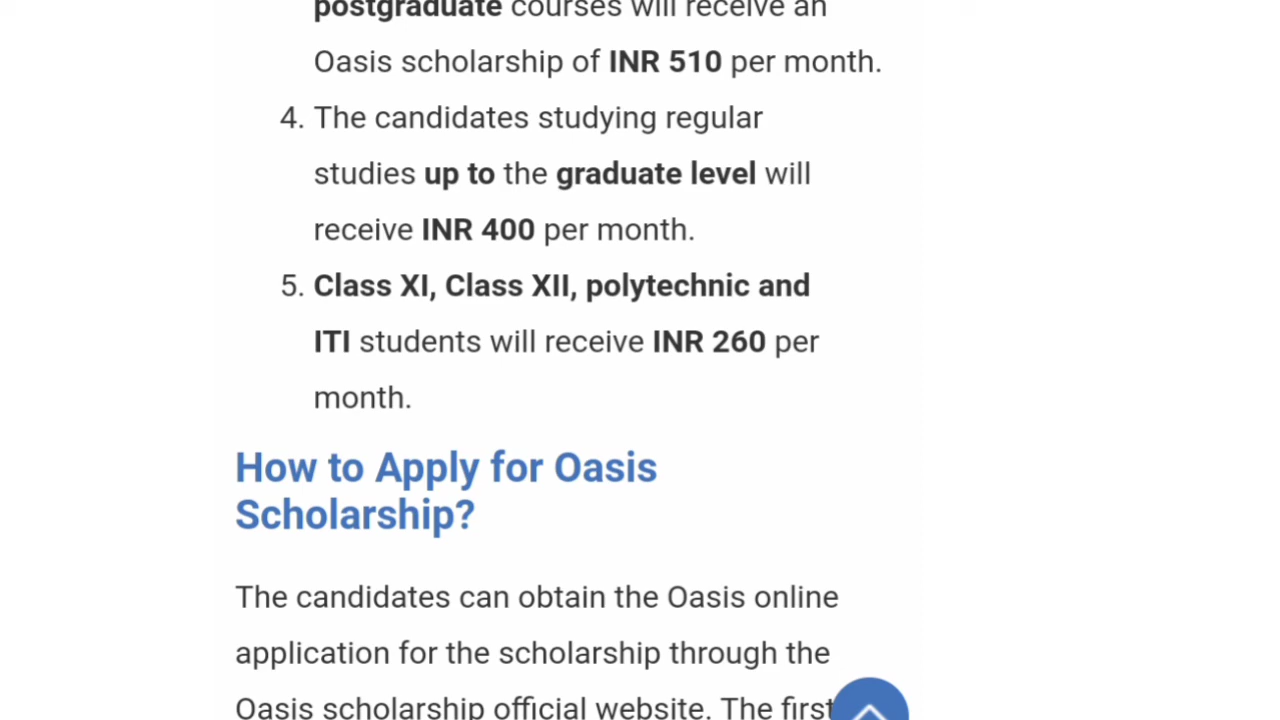 postgraduate courses will receive an
Oasis scholarship of INR 510 per month.
4. The candidates studying regular
studies up to the graduate level will
receive INR 400 per month.
5. Class XI, Class XII, polytechnic and
ITI students will receive INR 260 per
month.
How to Apply for Oasis
Scholarship?
The candidates can obtain the Oasis online
application for the scholarship through the
Oasis scholarship official website. The first